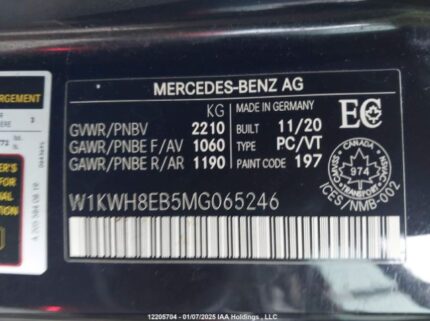 MERCEDES-BENZ AG
KG
MADE IN GERMANY
GVWR/PNBV 2210
BUILT 11/20
GAWR/PNBE F/AV 1060
TYPE PC/VT
GAWR/PNBE R/AR 1190
PAINT CODE 197
EC
CANADA
974
TRANSPORT
ICES/NMB-002
W1KWH8EB5MG065246
12205704 - 01/07/2025 IAA Holdings, LLC